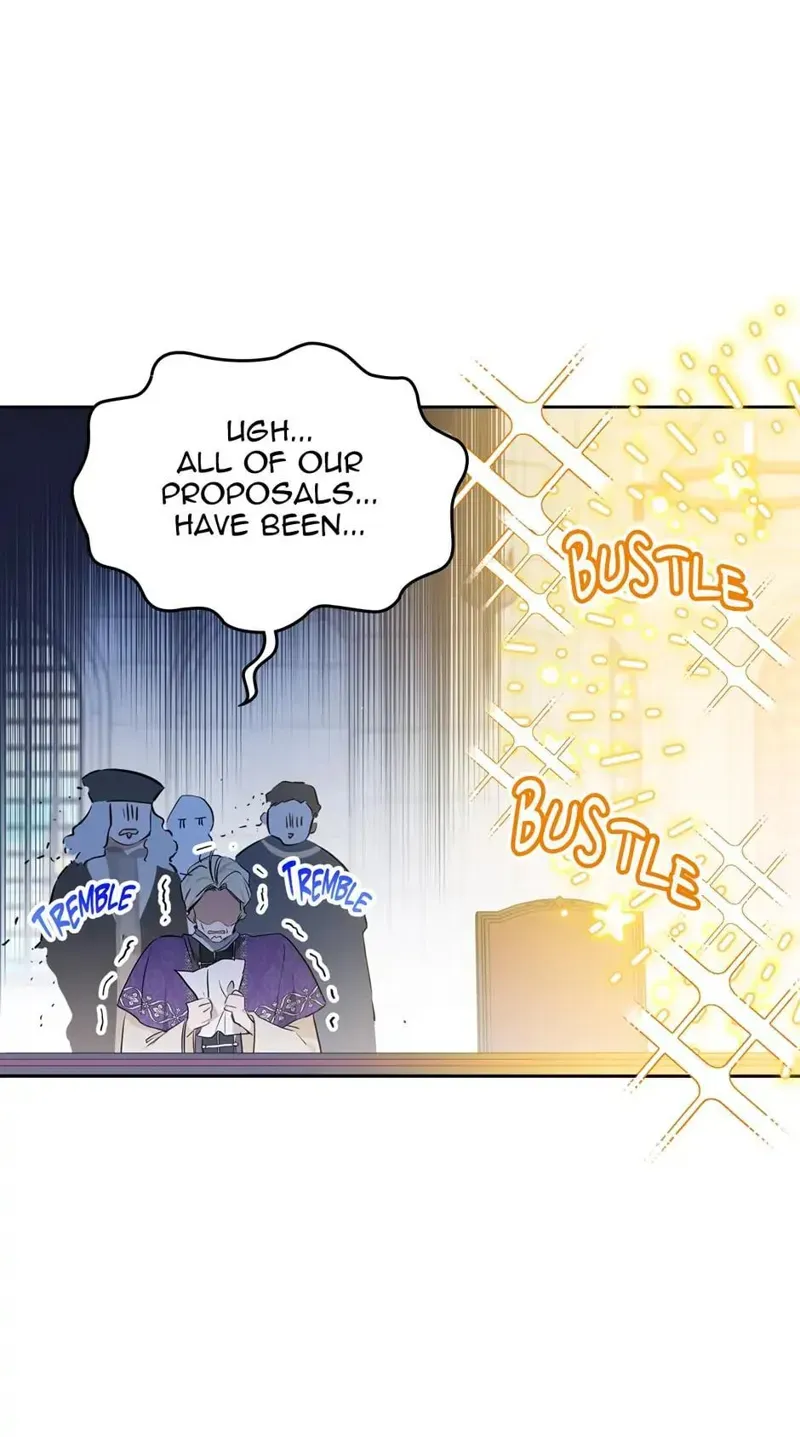 UGH...
ALL OF OUR
PROPOSALS...
HAVE BEEN...
BUSTLE
BUSTLE
TREMBLE
TREMBLE